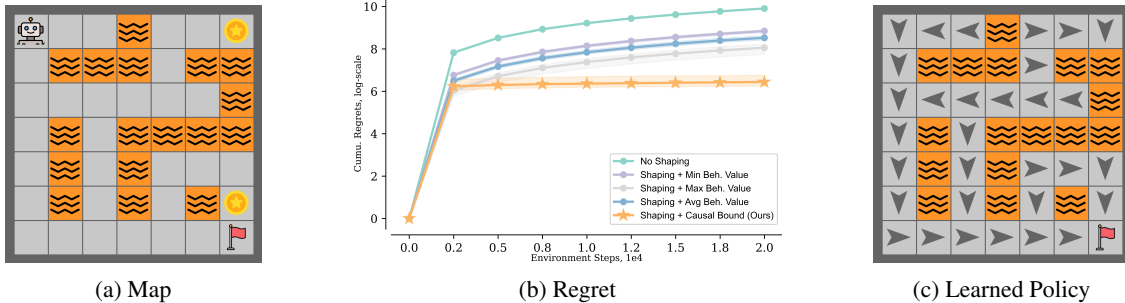 10
8
6
4
2
0
Cumu. Regrets, log-scale
No Shaping
Shaping + Min Beh. Value
Shaping + Max Beh. Value
Shaping + Avg Beh. Value
Shaping + Causal Bound (Ours)
0.0 0.2 0.5 0.8 1.0 1.2 1.5 1.8 2.0
Environment Steps, 1e4
(a) Map
(b) Regret
(c) Learned Policy